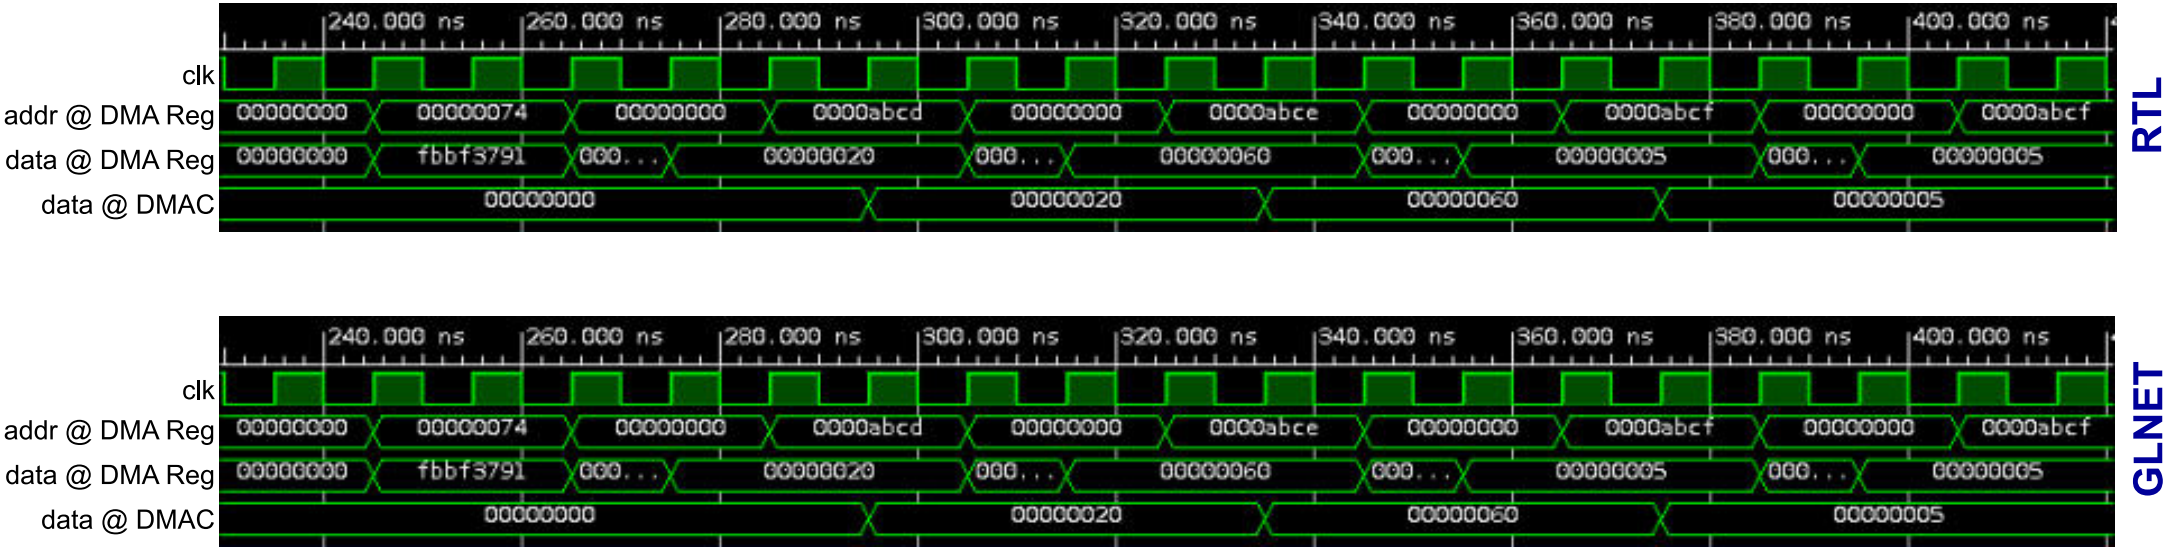 240.000 ns 260.000 ns 280.000 ns 300.000 ns 320.000 ns 340.000 ns 360.000 ns 380.000 ns 400.000 ns
clk
addr @ DMA Reg 00000000 00000074 00000000 0000abcd 00000000 0000abce 00000000 0000abcf 00000000 0000abcf
data @ DMA Reg 00000000 fbbf3791 000... 00000020 000... 00000060 000... 00000005 000... 00000005
data @ DMAC 00000000 00000020 00000060 00000005
RTL
240.000 ns 260.000 ns 280.000 ns 300.000 ns 320.000 ns 340.000 ns 360.000 ns 380.000 ns 400.000 ns
clk
addr @ DMA Reg 00000000 00000074 00000000 0000abcd 00000000 0000abce 00000000 0000abcf 00000000 0000abcf
data @ DMA Reg 00000000 fbbf3791 000... 00000020 000... 00000060 000... 00000005 000... 00000005
data @ DMAC 00000000 00000020 00000060 00000005
GLNET